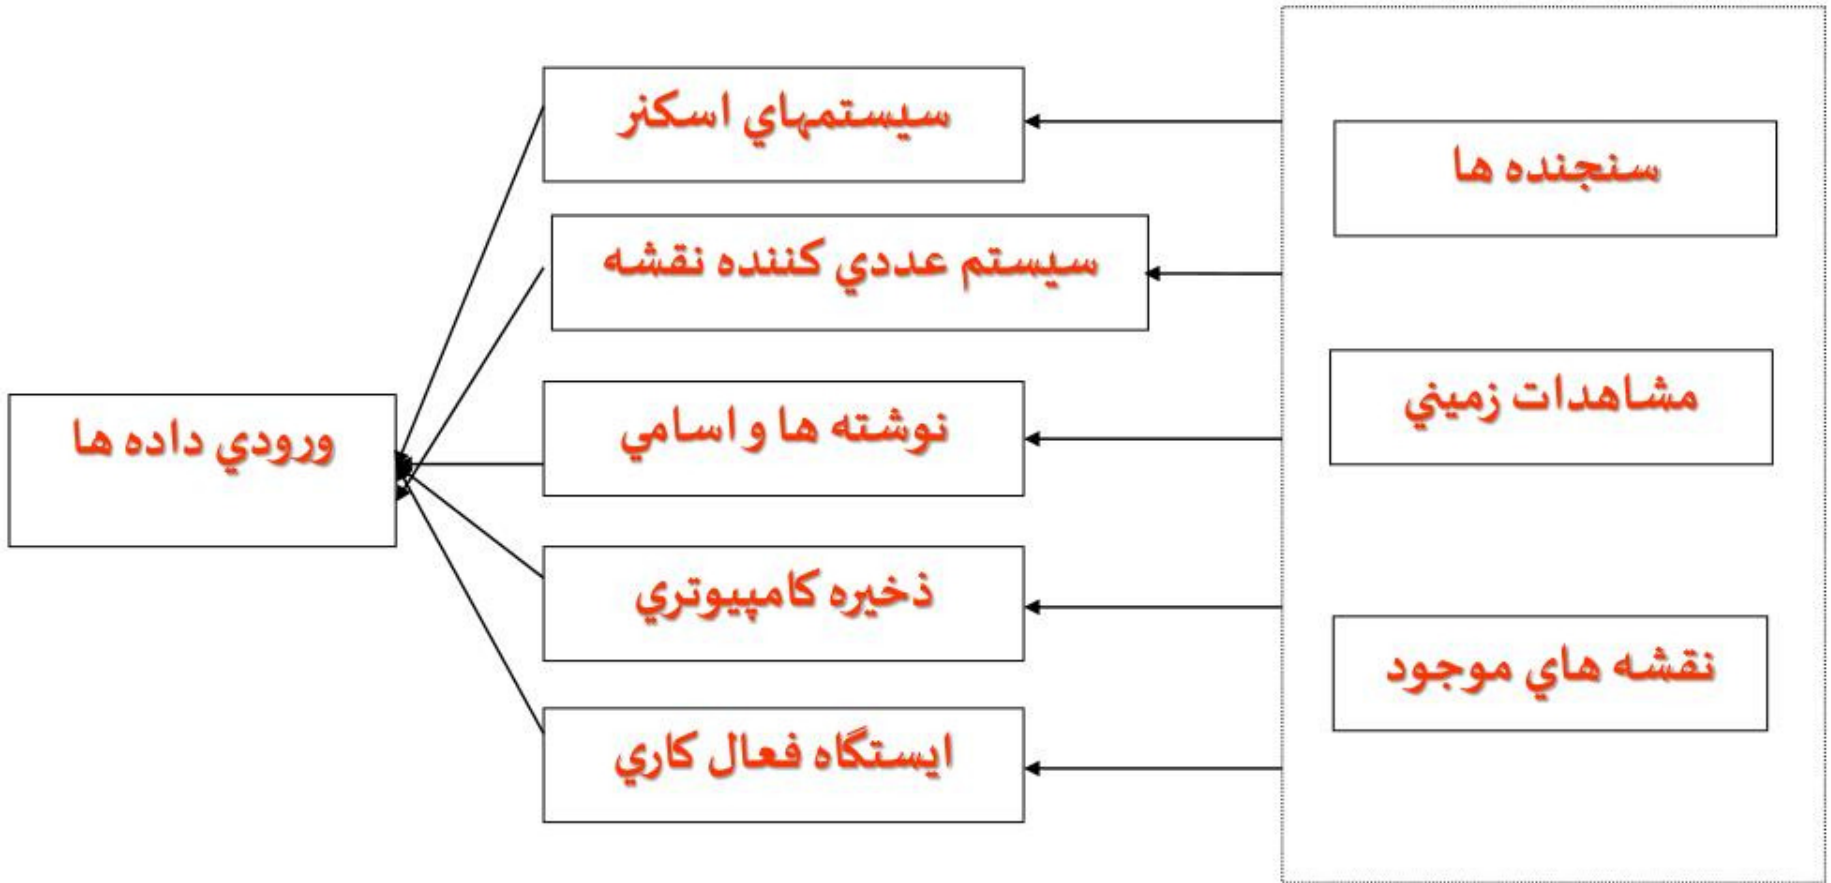 سنجنده ها
مشاهدات زميني
نقشه هاي موجود
سيستمهاي اسكنر
سيستم عددي كننده نقشه
نوشته ها و اسامي
ذخيره كامپيوتري
ايستگاه فعال كاري
ورودي داده ها